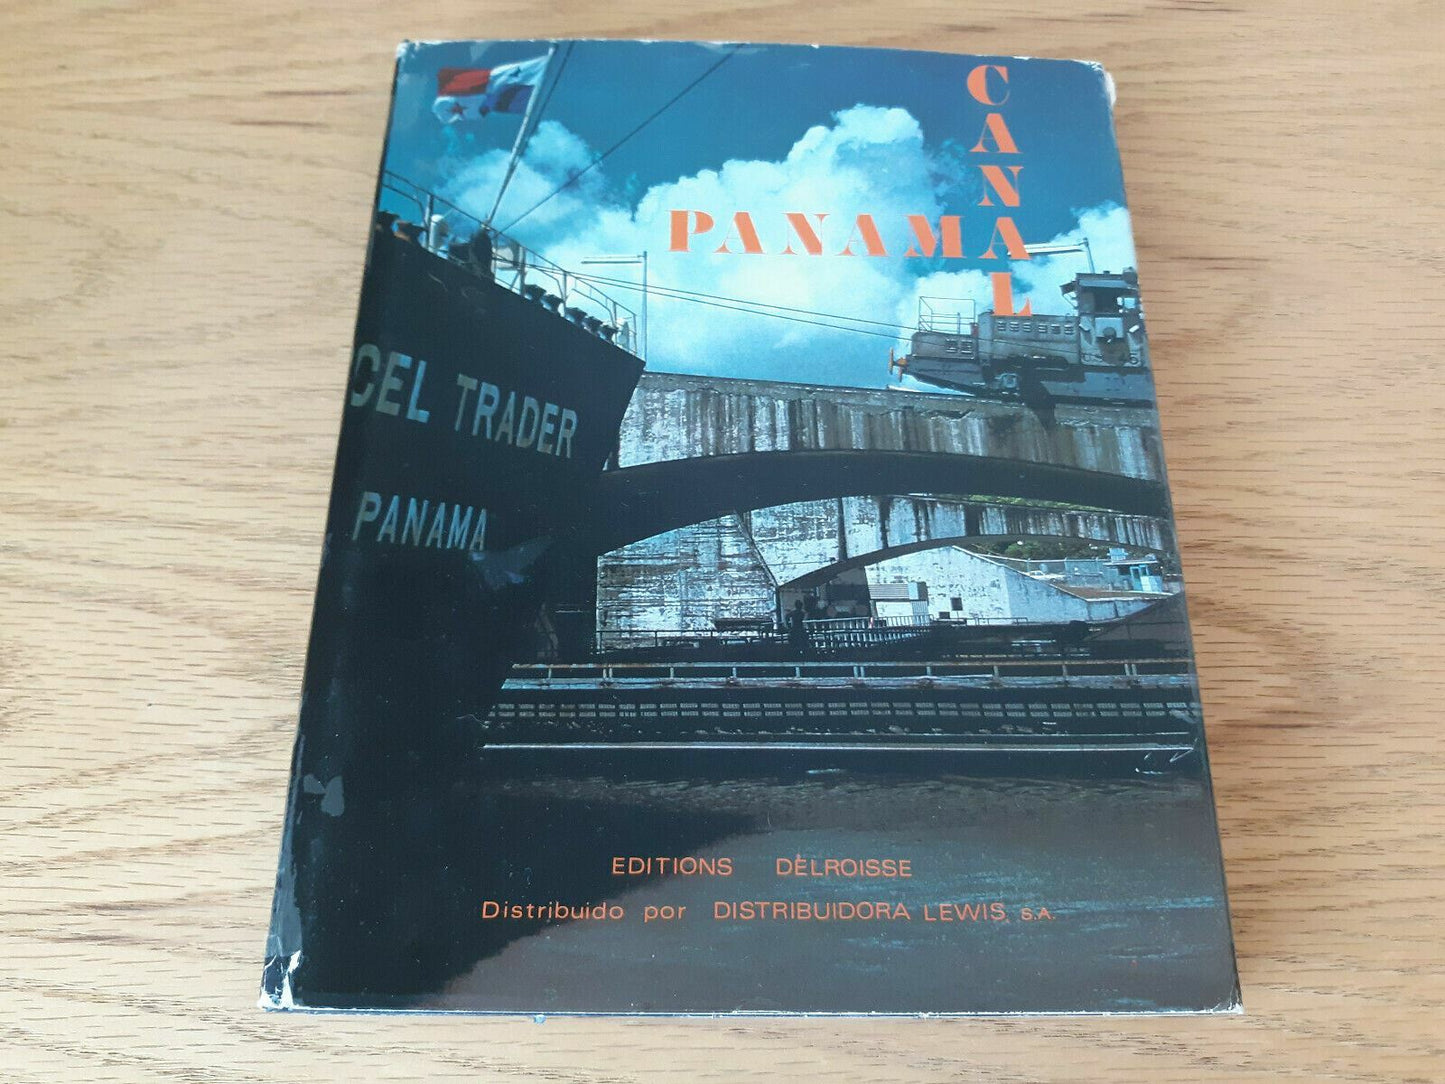 CANAL
PANAMA
CEL TRADER
PANAMA
EDITIONS DELROISSE
Distribuido por DISTRIBUIDORA LEWIS, S.A.